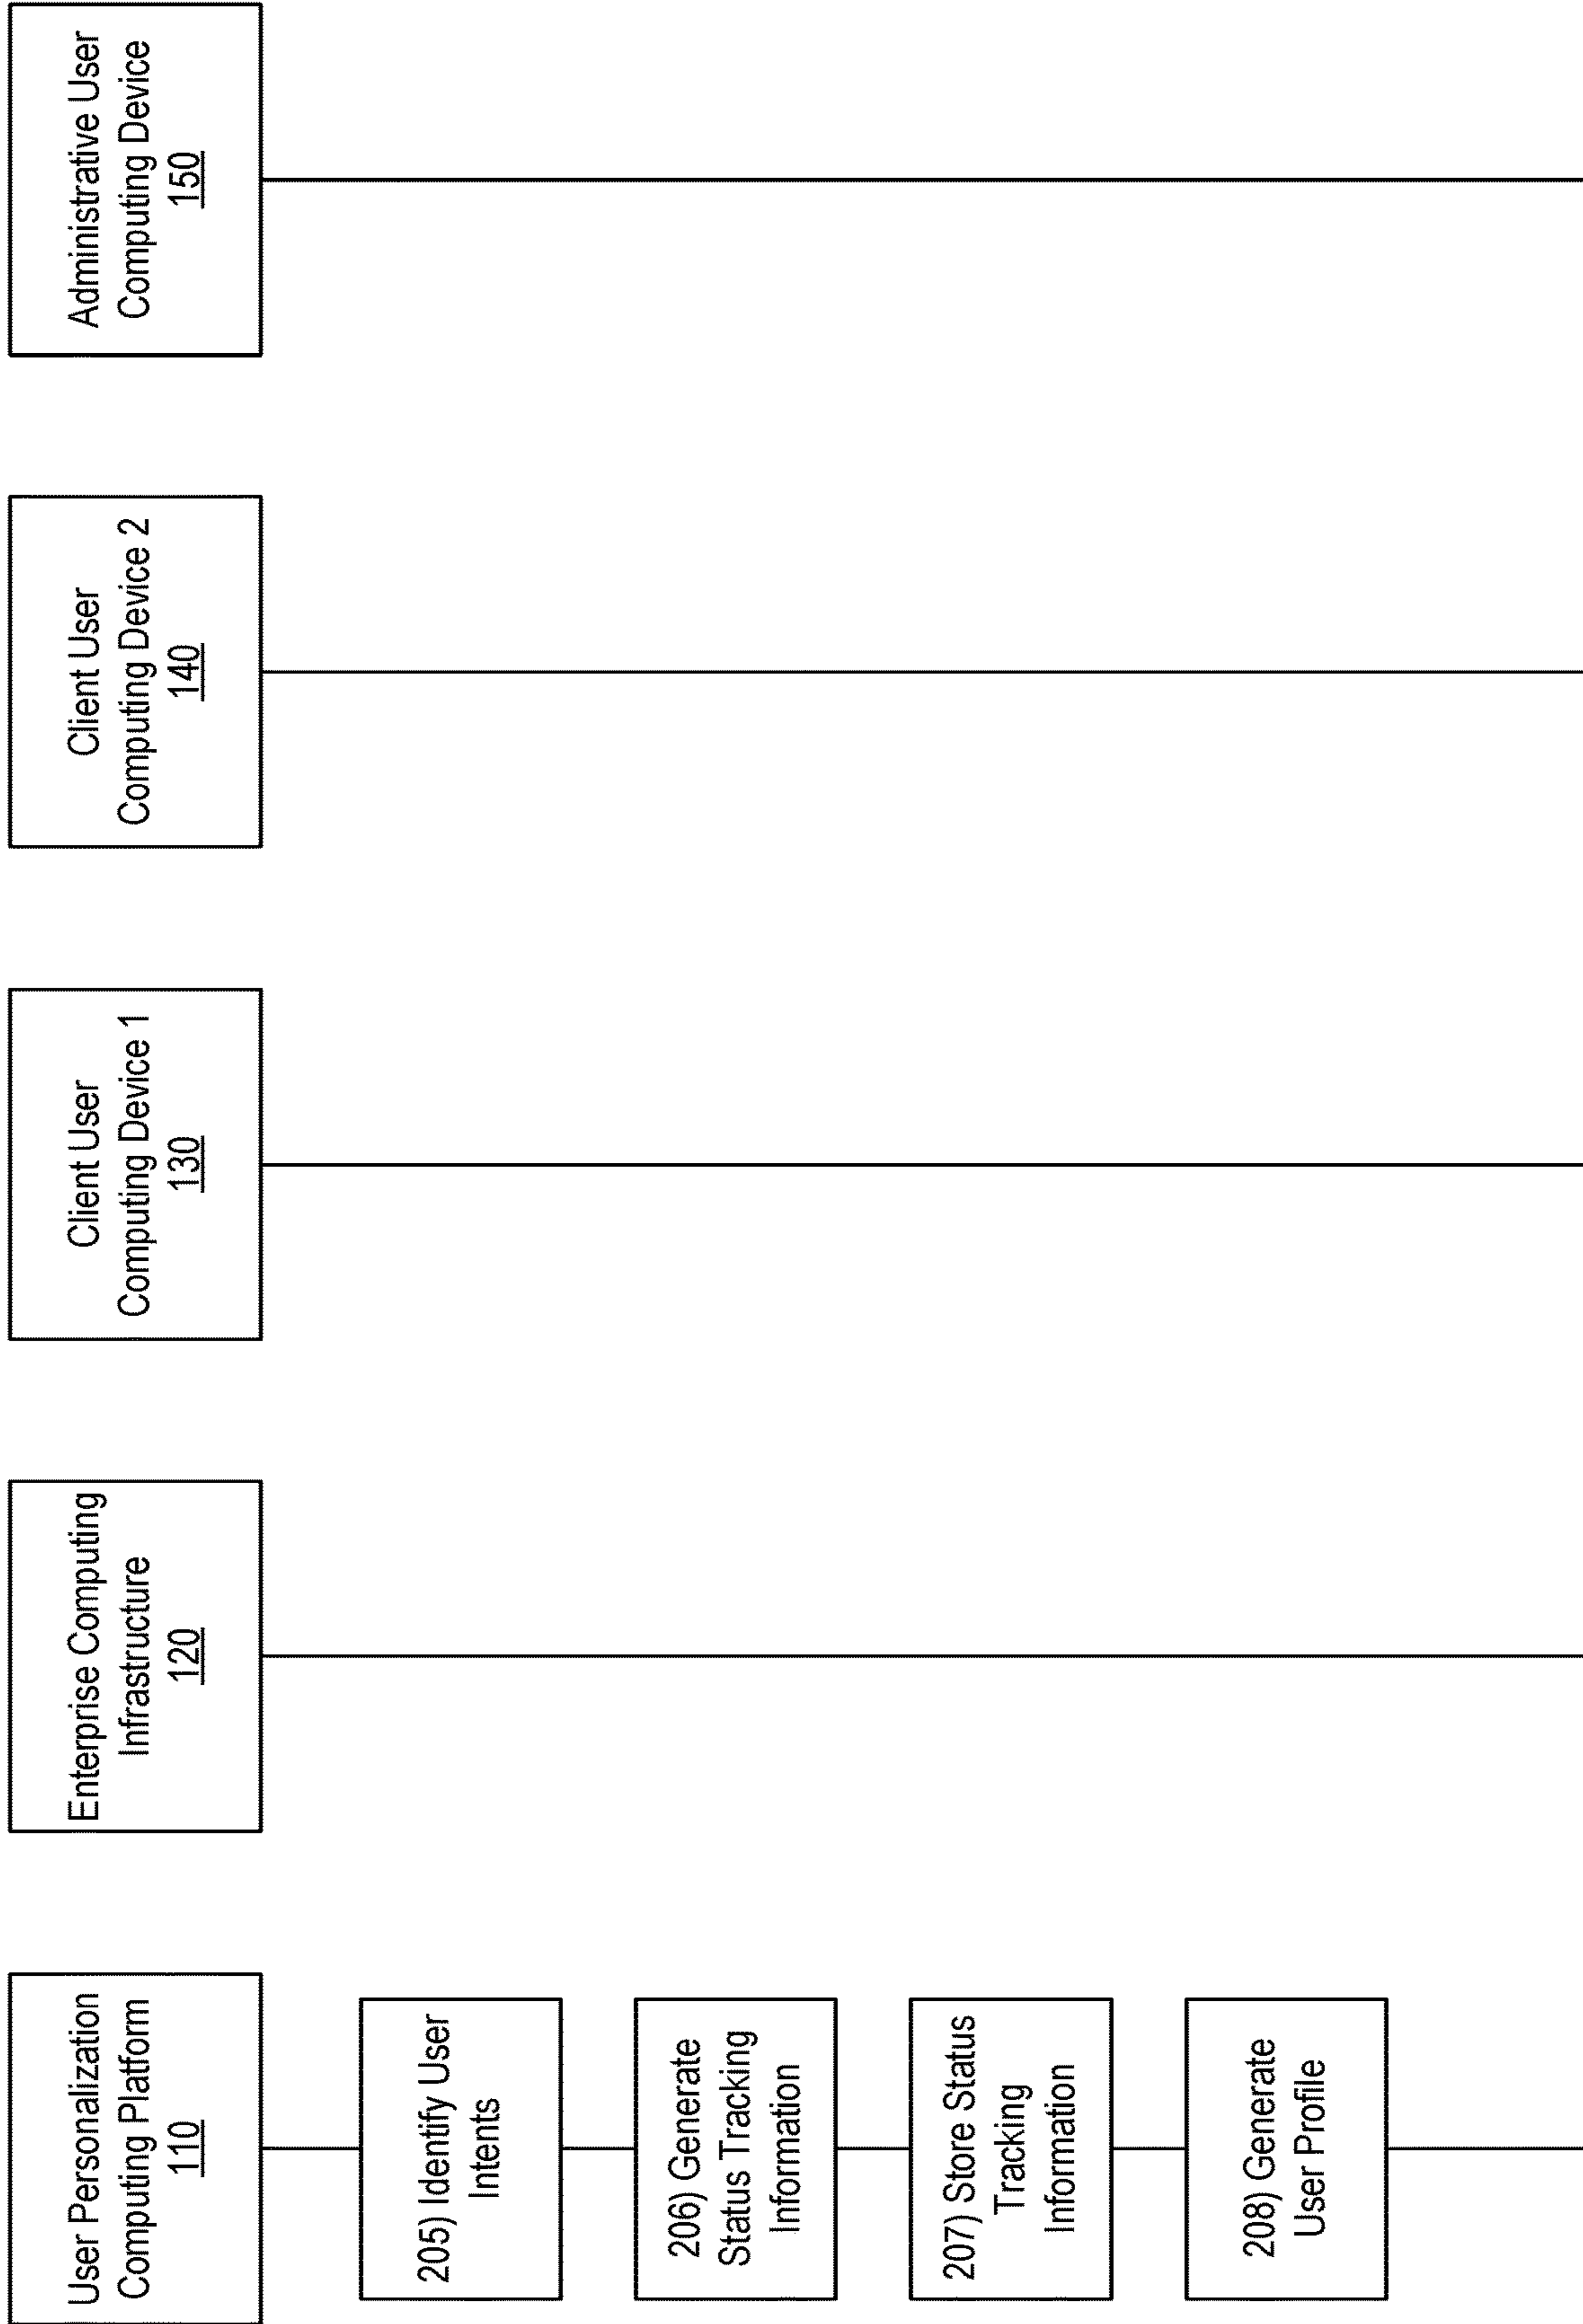 User Personalization
Computing Platform
110
Enterprise Computing
Infrastructure
120
Client User
Computing Device 1
130
Client User
Computing Device 2
140
Administrative User
Computing Device
150
205) Identify User
Intents
206) Generate
Status Tracking
Information
207) Store Status
Tracking
Information
208) Generate
User Profile